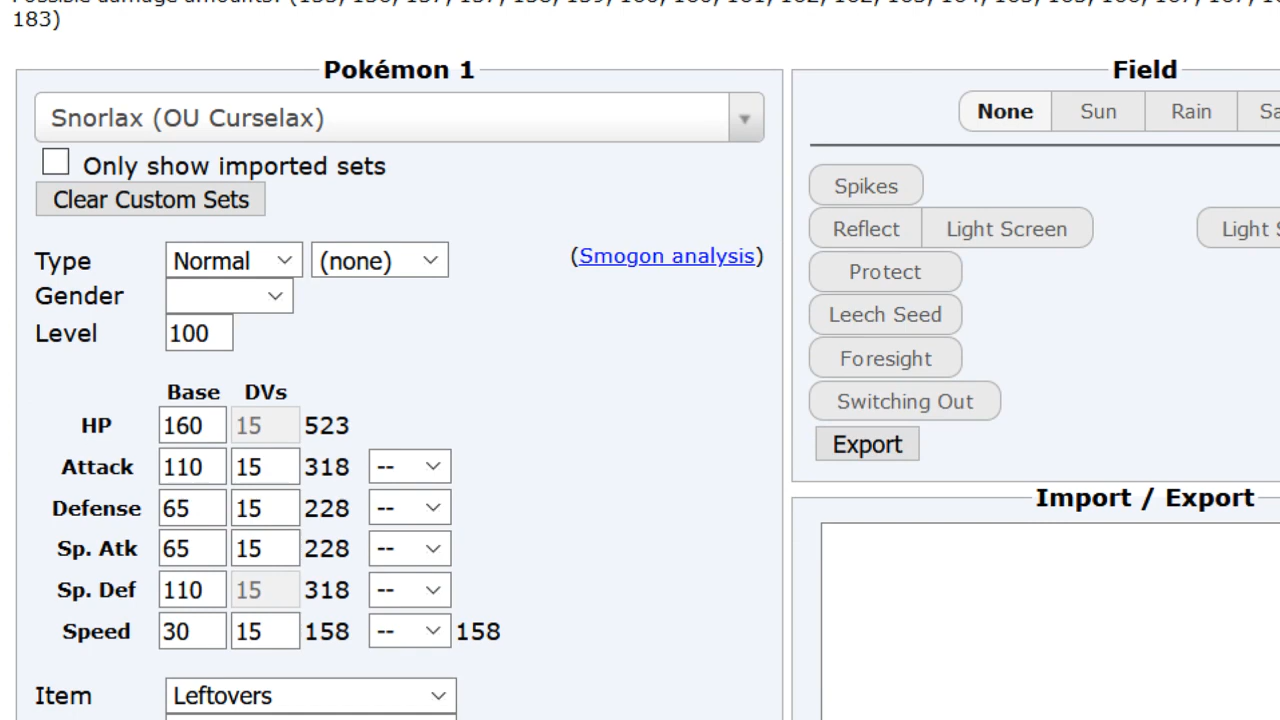 183)
Pokémon 1
Snorlax (OU Curselax)
Only show imported sets
Clear Custom Sets
Type Normal (none) (Smogon analysis)
Gender
Level 100
Base DVs
HP 160 15 523
Attack 110 15 318 --
Defense 65 15 228 --
Sp. Atk 65 15 228 --
Sp. Def 110 15 318 --
Speed 30 15 158 -- 158
Item Leftovers
Field
None Sun Rain
Spikes
Reflect Light Screen Light
Protect
Leech Seed
Foresight
Switching Out
Export
Import / Export